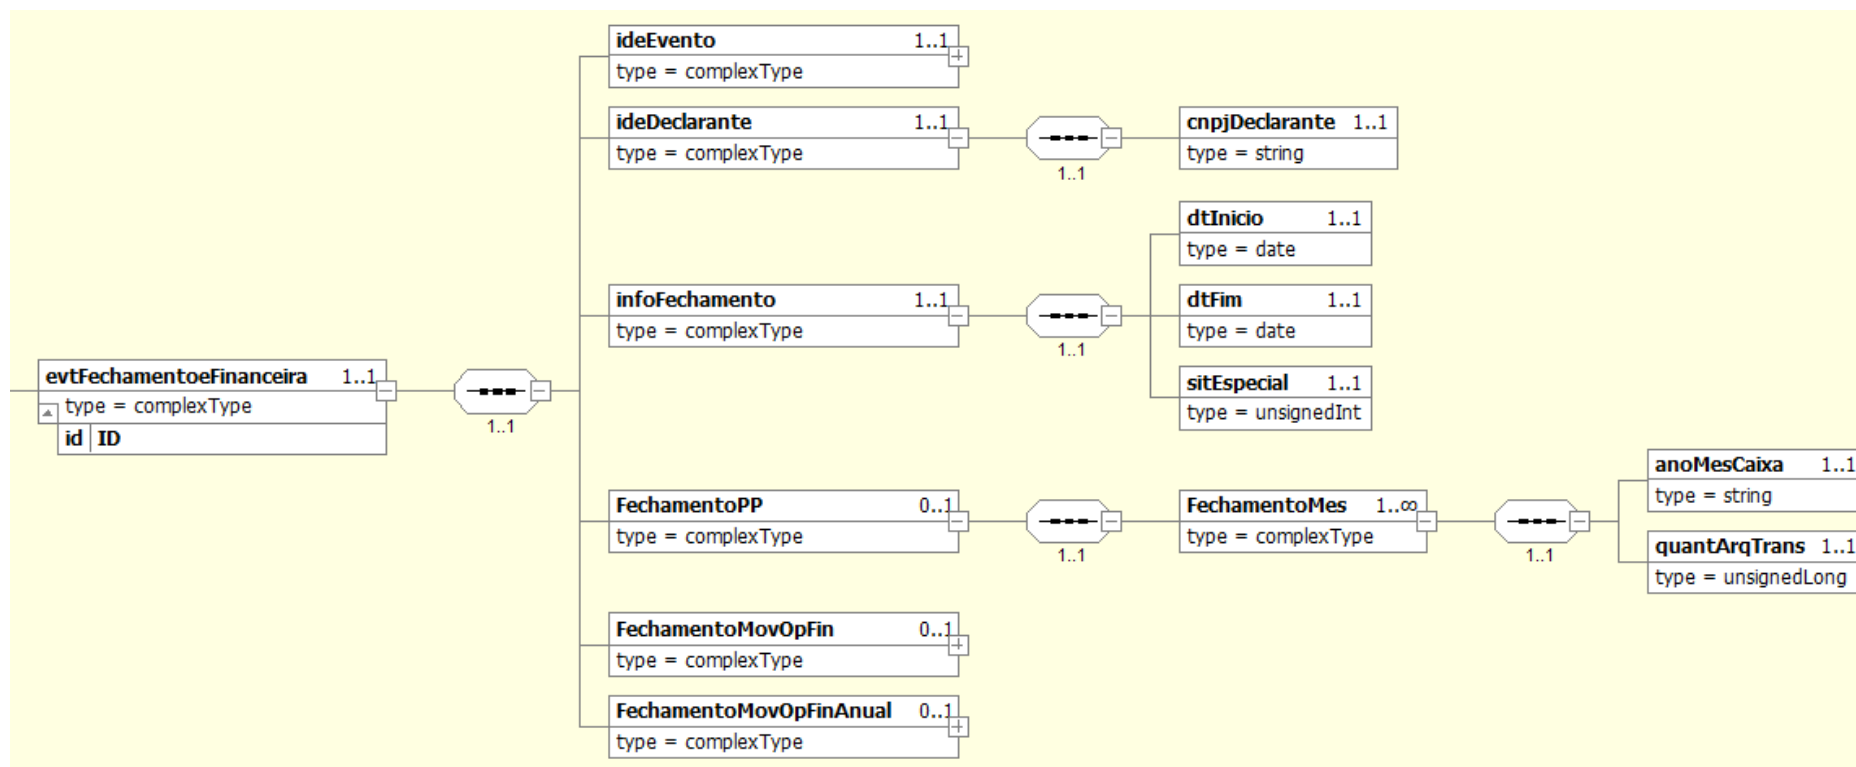 ideEvento 1..1
type = complexType
ideDeclarante 1..1
type = complexType
1..1
cnpjDeclarante 1..1
type = string
dtInicio 1..1
type = date
infoFechamento 1..1
type = complexType
1..1
dtFim 1..1
type = date
sitEspecial 1..1
type = unsignedInt
evtFechamentoeFinanceira 1..1
type = complexType
id ID
1..1
FechamentoPP 0..1
type = complexType
1..1
FechamentoMes 1..∞
type = complexType
1..1
anoMesCaixa 1..1
type = string
quantArqTrans 1..1
type = unsignedLong
FechamentoMovOpFin 0..1
type = complexType
FechamentoMovOpFinAnual 0..1
type = complexType